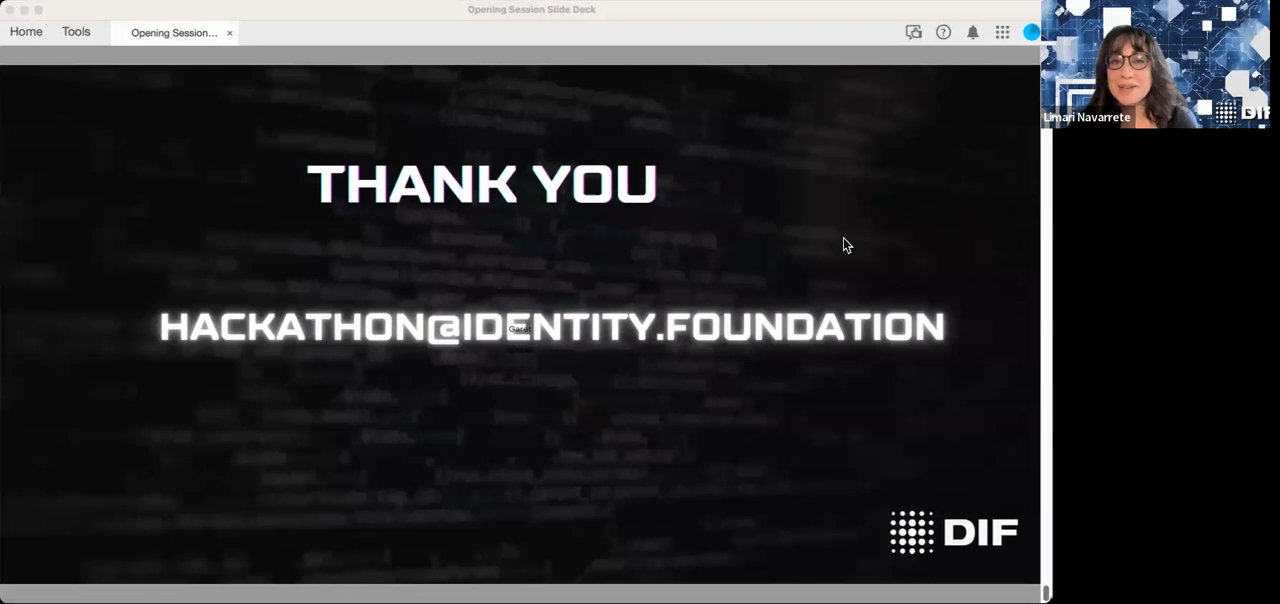 Opening Session Slide Deck
Home Tools Opening Session... ×
Limari Navarrete
DIF
THANK YOU
HACKATHON@IDENTITY.FOUNDATION
DIF